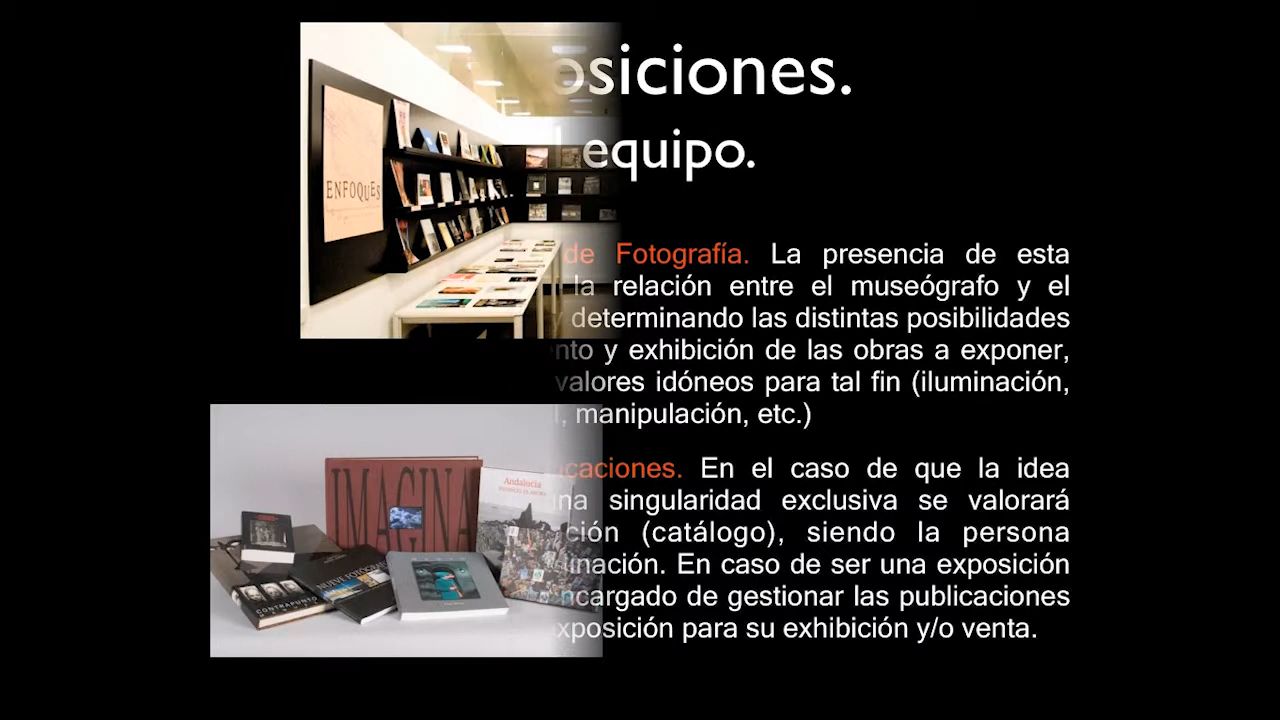 osiciones.
equipo.
ENFOQUES
de Fotografía. La presencia de esta
la relación entre el museógrafo y el
y determinando las distintas posibilidades
nto y exhibición de las obras a exponer,
valores idóneos para tal fin (iluminación,
, manipulación, etc.)
IMAGINA
Andalucía
CONTRAPUNTO
caciones. En el caso de que la idea
na singularidad exclusiva se valorará
ción (catálogo), siendo la persona
inación. En caso de ser una exposición
ncargado de gestionar las publicaciones
xposición para su exhibición y/o venta.